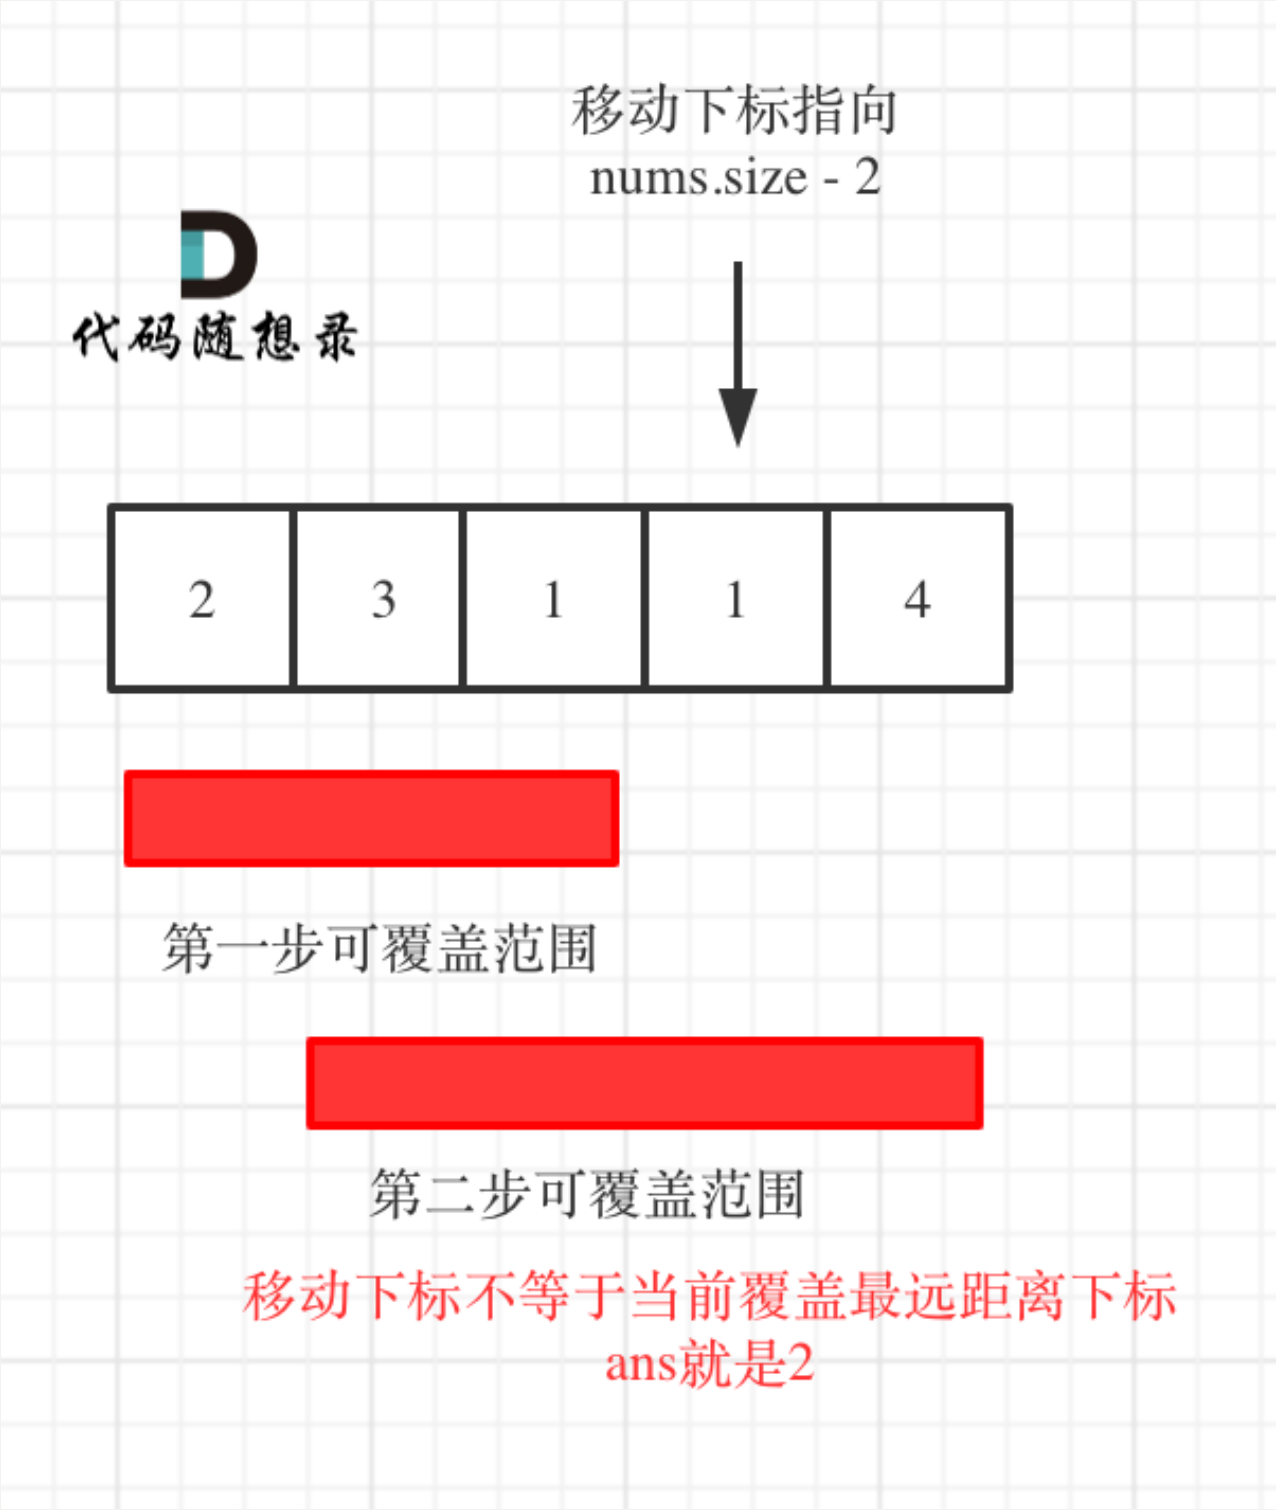 移动下标指向
nums.size - 2
代码随想录
2 3 1 1 4
第一步可覆盖范围
第二步可覆盖范围
移动下标不等于当前覆盖最远距离下标
ans就是2